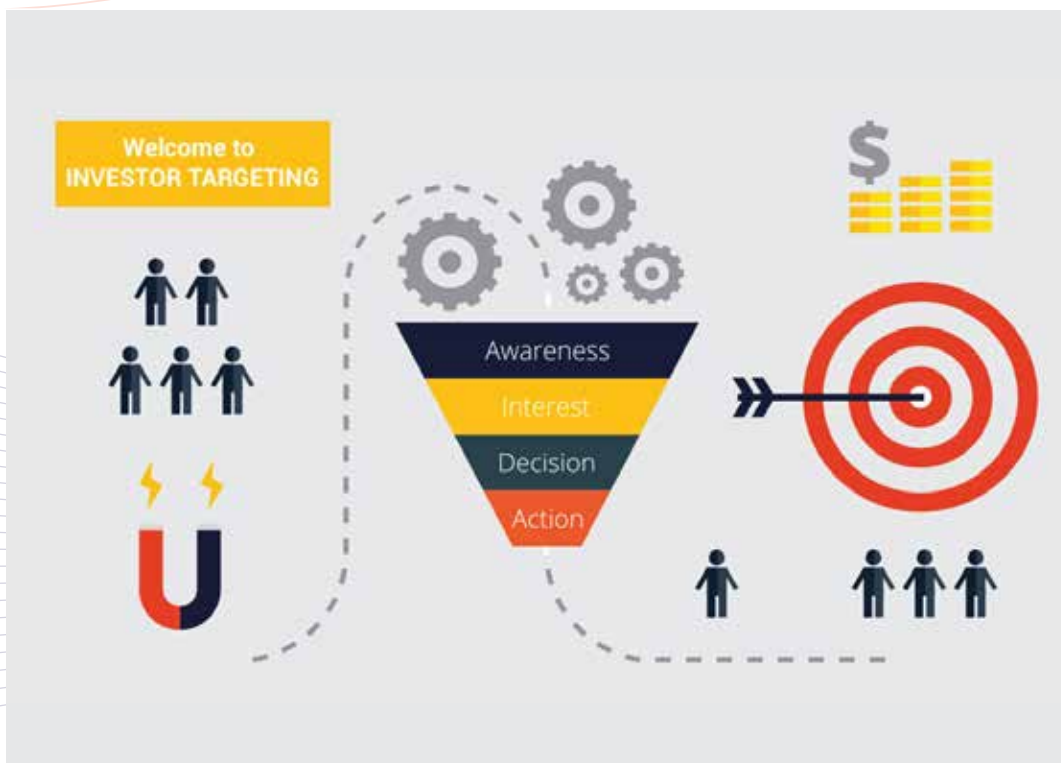 Welcome to
INVESTOR TARGETING
$
Awareness
Interest
Decision
Action